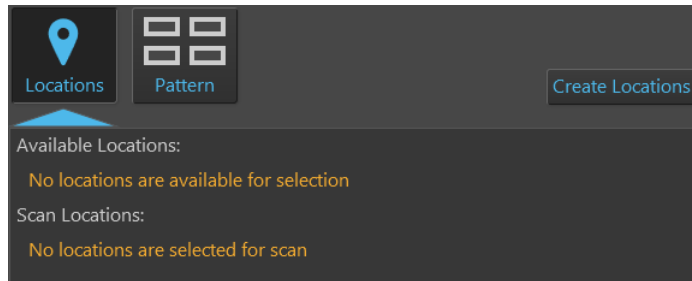 Locations
Pattern
Create Locations
Available Locations:
No locations are available for selection
Scan Locations:
No locations are selected for scan